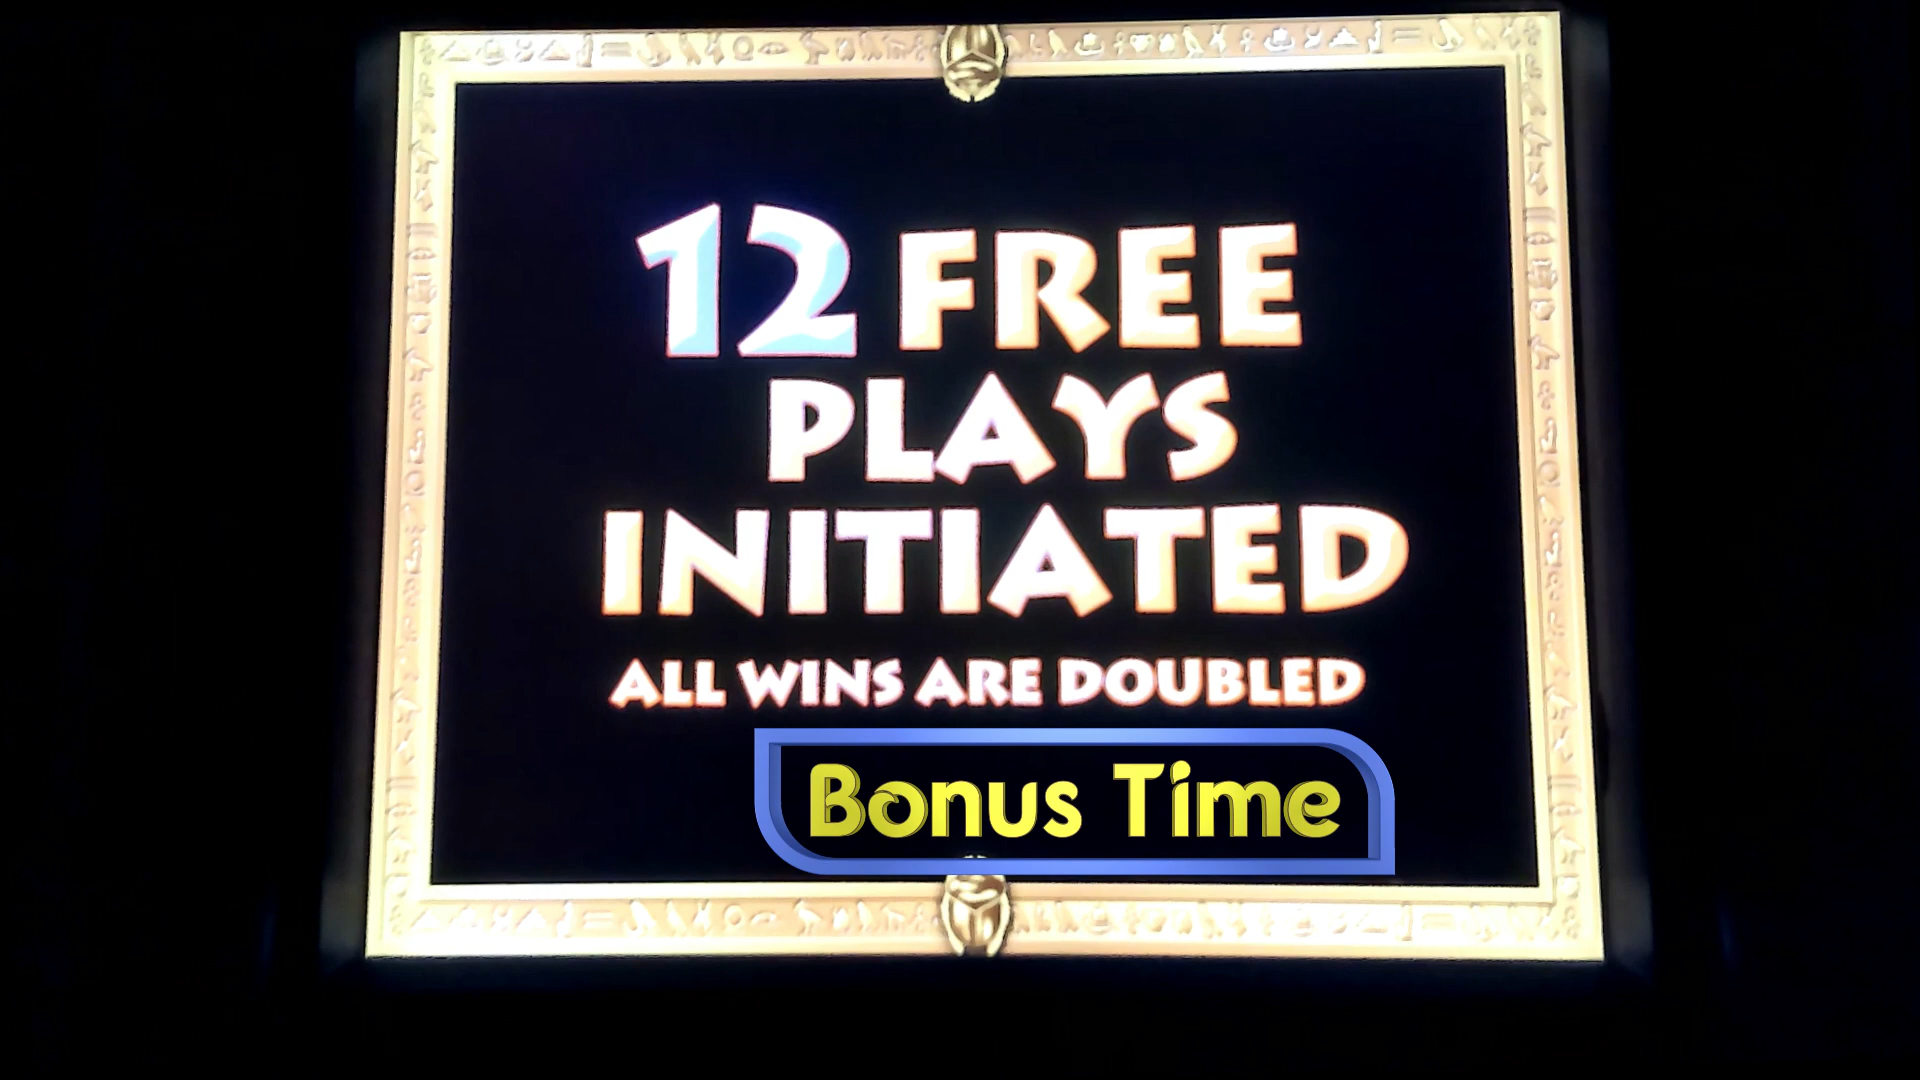 12 FREE
PLAYS
INITIATED
ALL WINS ARE DOUBLED
Bonus Time